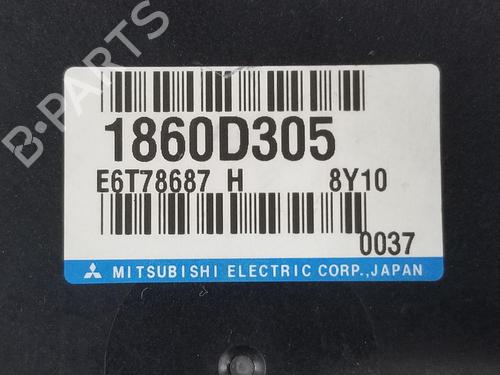 B-PARTS
1860D305
E6T78687 H 8Y10
0037
MITSUBISHI ELECTRIC CORP.,JAPAN